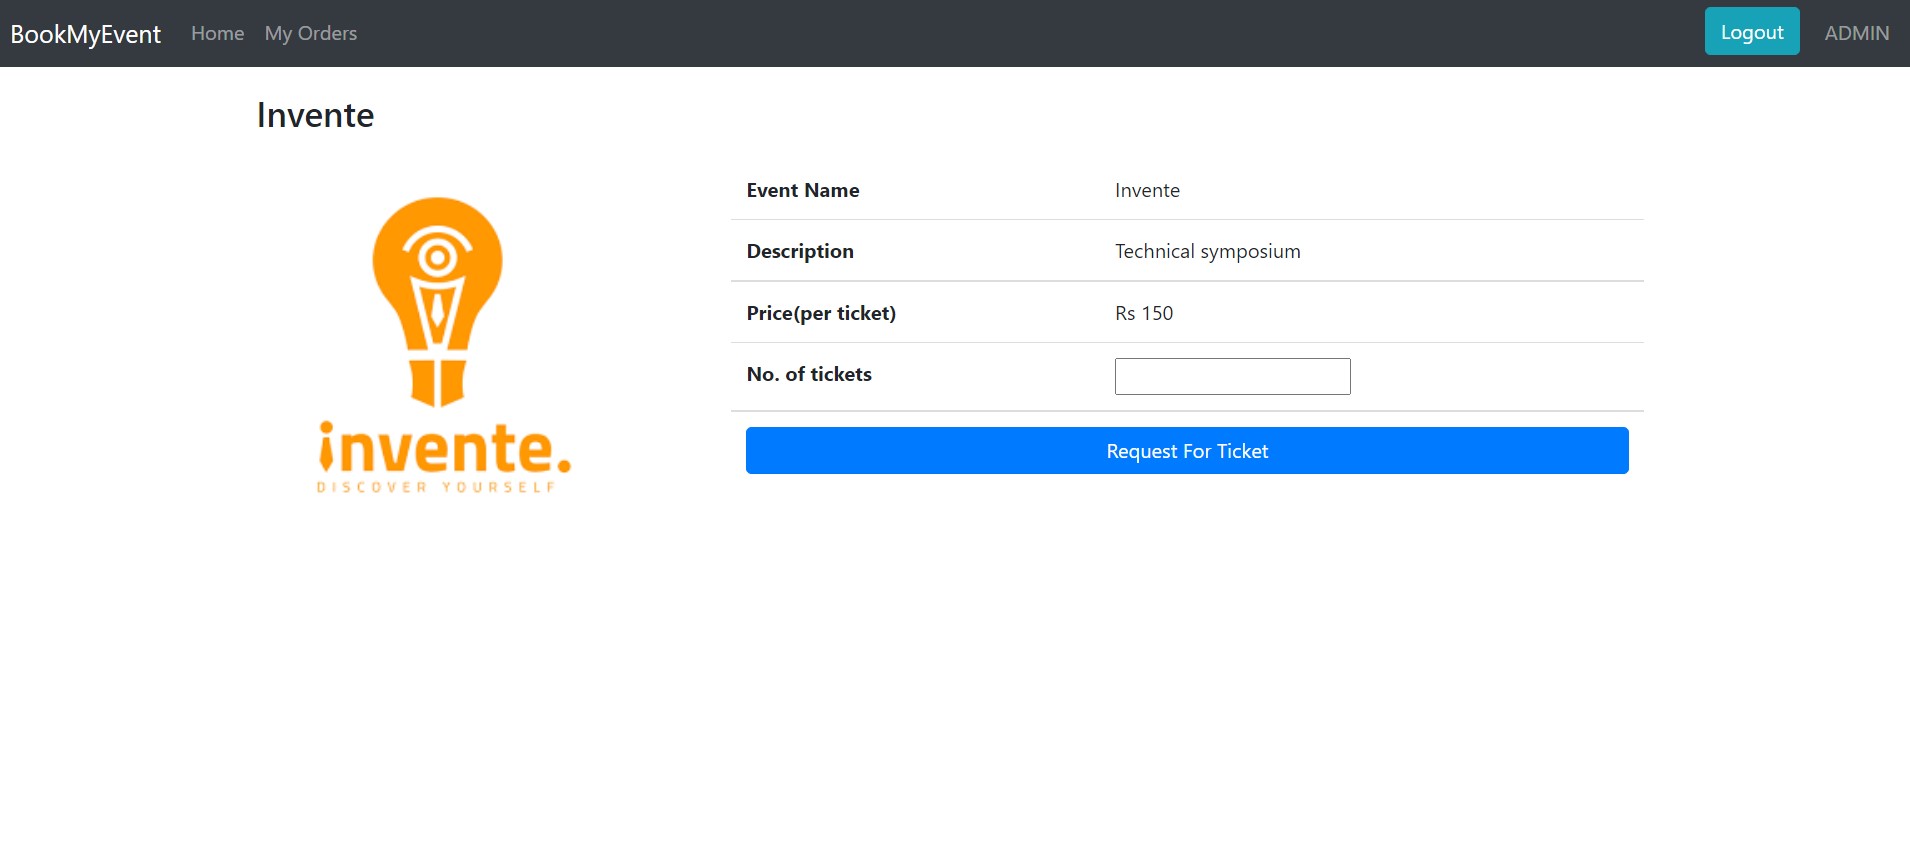 BookMyEvent Home My Orders Logout ADMIN
Invente
Event Name Invente
Description Technical symposium
Price(per ticket) Rs 150
No. of tickets
Request For Ticket
invente.
DISCOVER YOURSELF